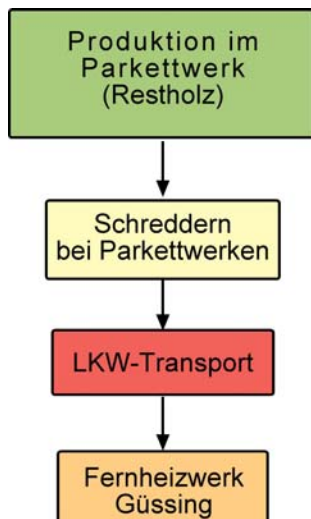 Produktion im
Parkettwerk
(Restholz)
Schreddern
bei Parkettwerken
LKW-Transport
Fernheizwerk
Güssing